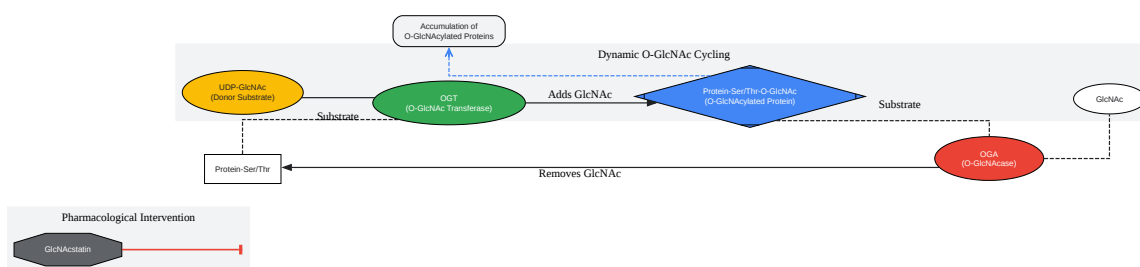 Accumulation of
O-GlcNAcylated Proteins
Dynamic O-GlcNAc Cycling
UDP-GlcNAc
(Donor Substrate)
OGT
(O-GlcNAc Transferase)
Adds GlcNAc
Protein-Ser/Thr-O-GlcNAc
(O-GlcNAcylated Protein)
Substrate
GlcNAc
Substrate
Protein-Ser/Thr
Removes GlcNAc
OGA
(O-GlcNAcase)
Pharmacological Intervention
GlcNAcstatin